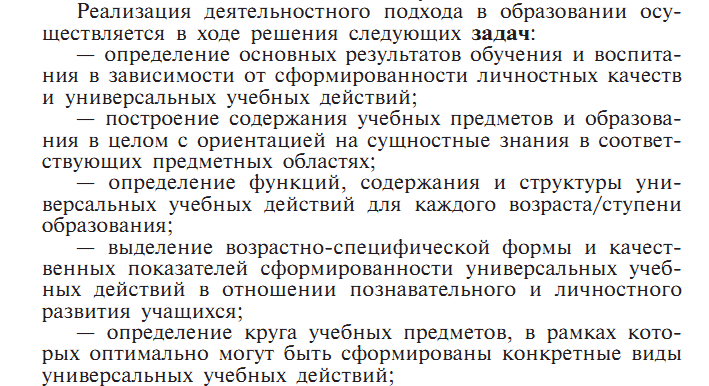 Реализация деятельностного подхода в образовании осу-
ществляется в ходе решения следующих задач:
— определение основных результатов обучения и воспита-
ния в зависимости от сформированности личностных качеств
и универсальных учебных действий;
— построение содержания учебных предметов и образова-
ния в целом с ориентацией на сущностные знания в соответ-
ствующих предметных областях;
— определение функций, содержания и структуры уни-
версальных учебных действий для каждого возраста/ступени
образования;
— выделение возрастно-специфической формы и качест-
венных показателей сформированности универсальных учеб-
ных действий в отношении познавательного и личностного
развития учащихся;
— определение круга учебных предметов, в рамках кото-
рых оптимально могут быть сформированы конкретные виды
универсальных учебных действий;